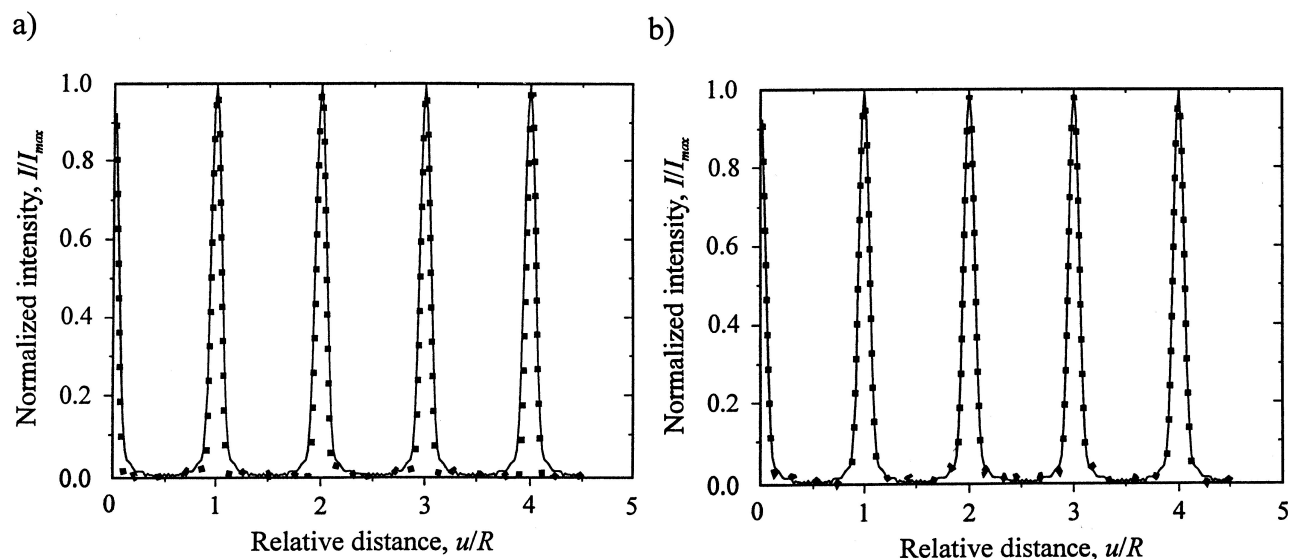 a)
Normalized intensity, I/Imax
1.0
0.8
0.6
0.4
0.2
0.0
0 1 2 3 4 5
Relative distance, u/R
b)
Normalized intensity, I/Imax
1.0
0.8
0.6
0.4
0.2
0.0
0 1 2 3 4 5
Relative distance, u/R